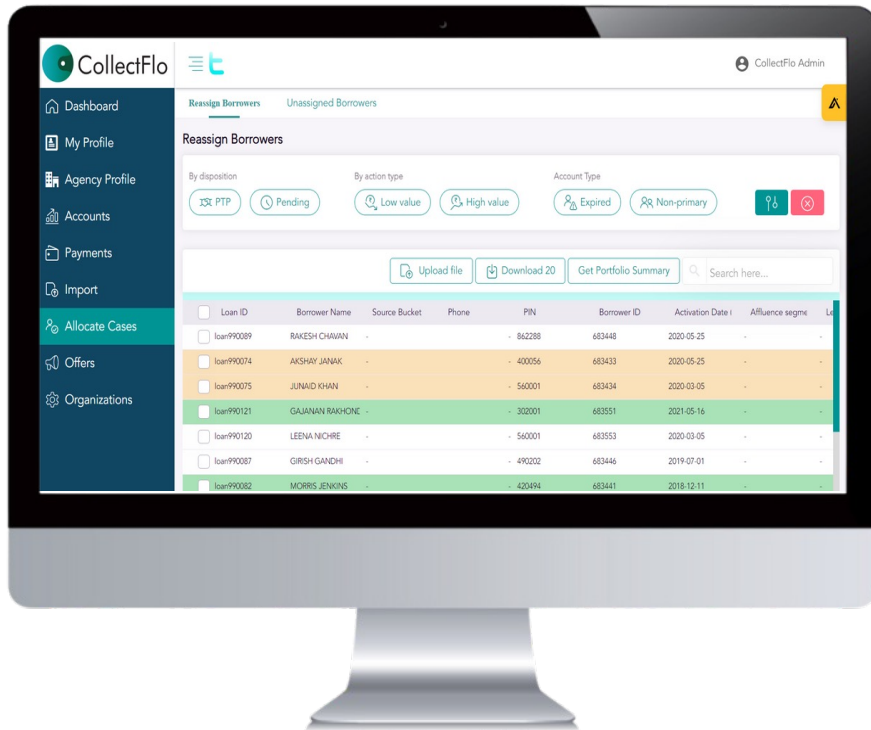 CollectFlo
CollectFlo Admin
Dashboard
My Profile
Agency Profile
Accounts
Payments
Import
Allocate Cases
Offers
Organizations
Reassign Borrowers Unassigned Borrowers
Reassign Borrowers
By disposition By action type Account Type
PTP Pending Low value High value Expired Non-primary
Upload file Download 20 Get Portfolio Summary Search here...
Loan ID Borrower Name Source Bucket Phone PIN Borrower ID Activation Date ( Affluence segme Le
loan990089 RAKESH CHAVAN - - 862288 683448 2020-05-25 - -
loan990074 AKSHAY JANAK - - 400056 683433 2020-05-25 - -
loan990075 JUNAID KHAN - - 560001 683434 2020-03-05 - -
loan990121 GAJANAN RAKHONE - - 302001 683551 2021-05-16 - -
loan990120 LEENA NICHRE - - 560001 683553 2020-03-05 - -
loan990087 GIRISH GANDHI - - 490202 683446 2019-07-01 - -
loan990082 MORRIS JENKINS - - 420494 683441 2018-12-11 - -